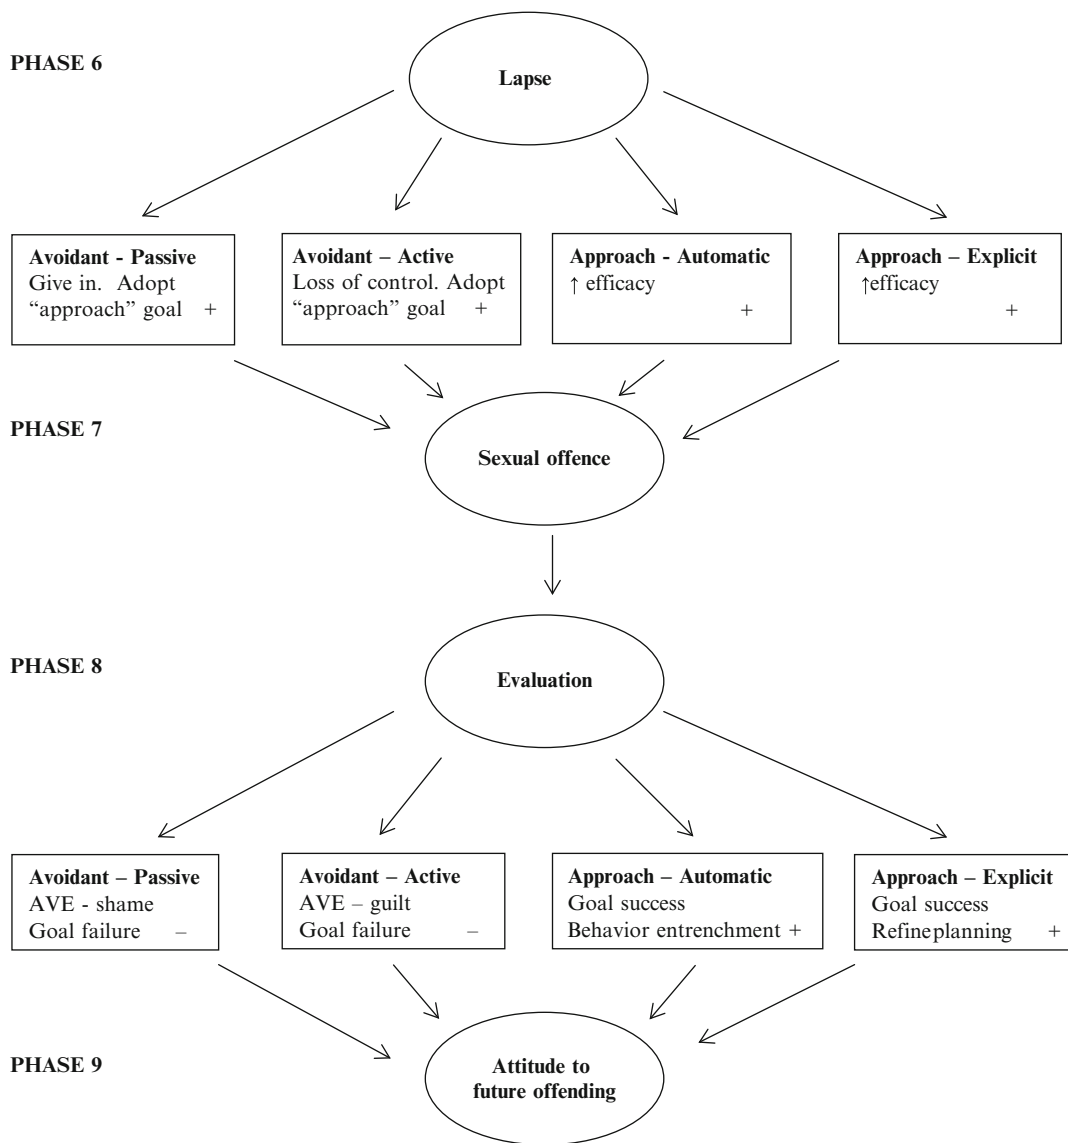 PHASE 6
Lapse
Avoidant - Passive
Give in. Adopt
“approach” goal +
Avoidant – Active
Loss of control. Adopt
“approach” goal +
Approach - Automatic
↑ efficacy
+
Approach – Explicit
↑efficacy
+
PHASE 7
Sexual offence
PHASE 8
Evaluation
Avoidant – Passive
AVE - shame
Goal failure –
Avoidant – Active
AVE – guilt
Goal failure –
Approach – Automatic
Goal success
Behavior entrenchment +
Approach – Explicit
Goal success
Refineplanning +
PHASE 9
Attitude to
future offending